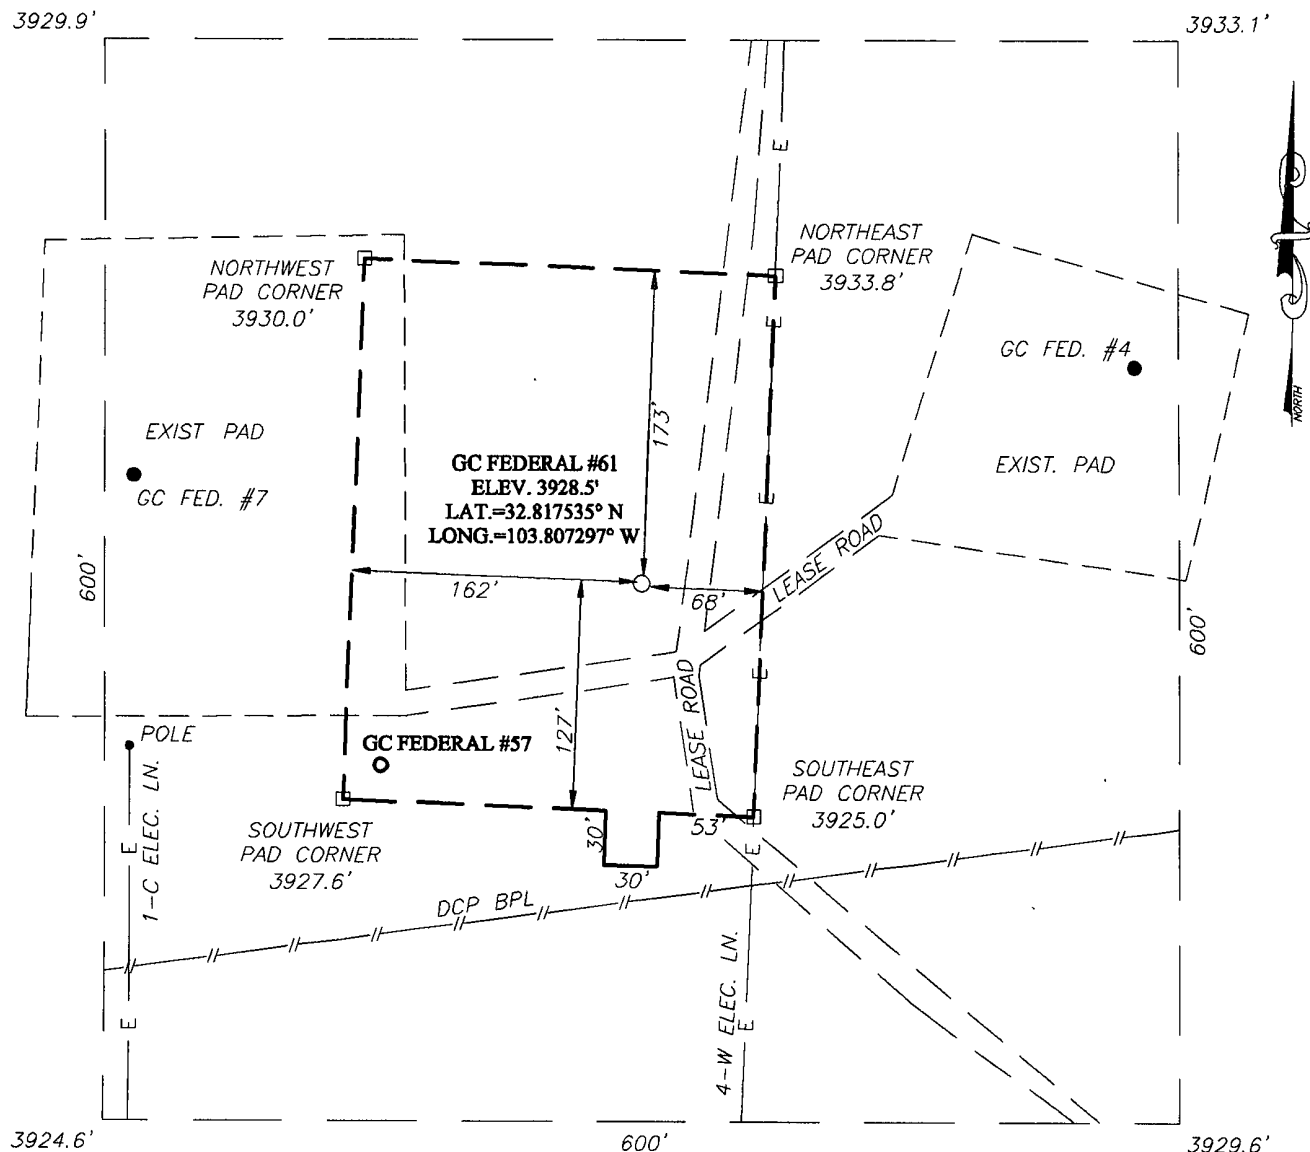 3929.9'
3933.1'
NORTH
NORTHWEST
PAD CORNER
3930.0'
NORTHEAST
PAD CORNER
3933.8'
E
E
E
E
GC FED. #4
EXIST. PAD
EXIST PAD
GC FED. #7
173'
GC FEDERAL #61
ELEV. 3928.5'
LAT.=32.817535° N
LONG.=103.807297° W
162'
68'
LEASE ROAD
600'
600'
127'
LEASE ROAD
POLE
GC FEDERAL #57
1-C ELEC. LN.
E
E
SOUTHEAST
PAD CORNER
3925.0'
SOUTHWEST
PAD CORNER
3927.6'
30'
30'
53'
E
DCP BPL
4-W ELEC. LN.
E
3924.6'
600'
3929.6'